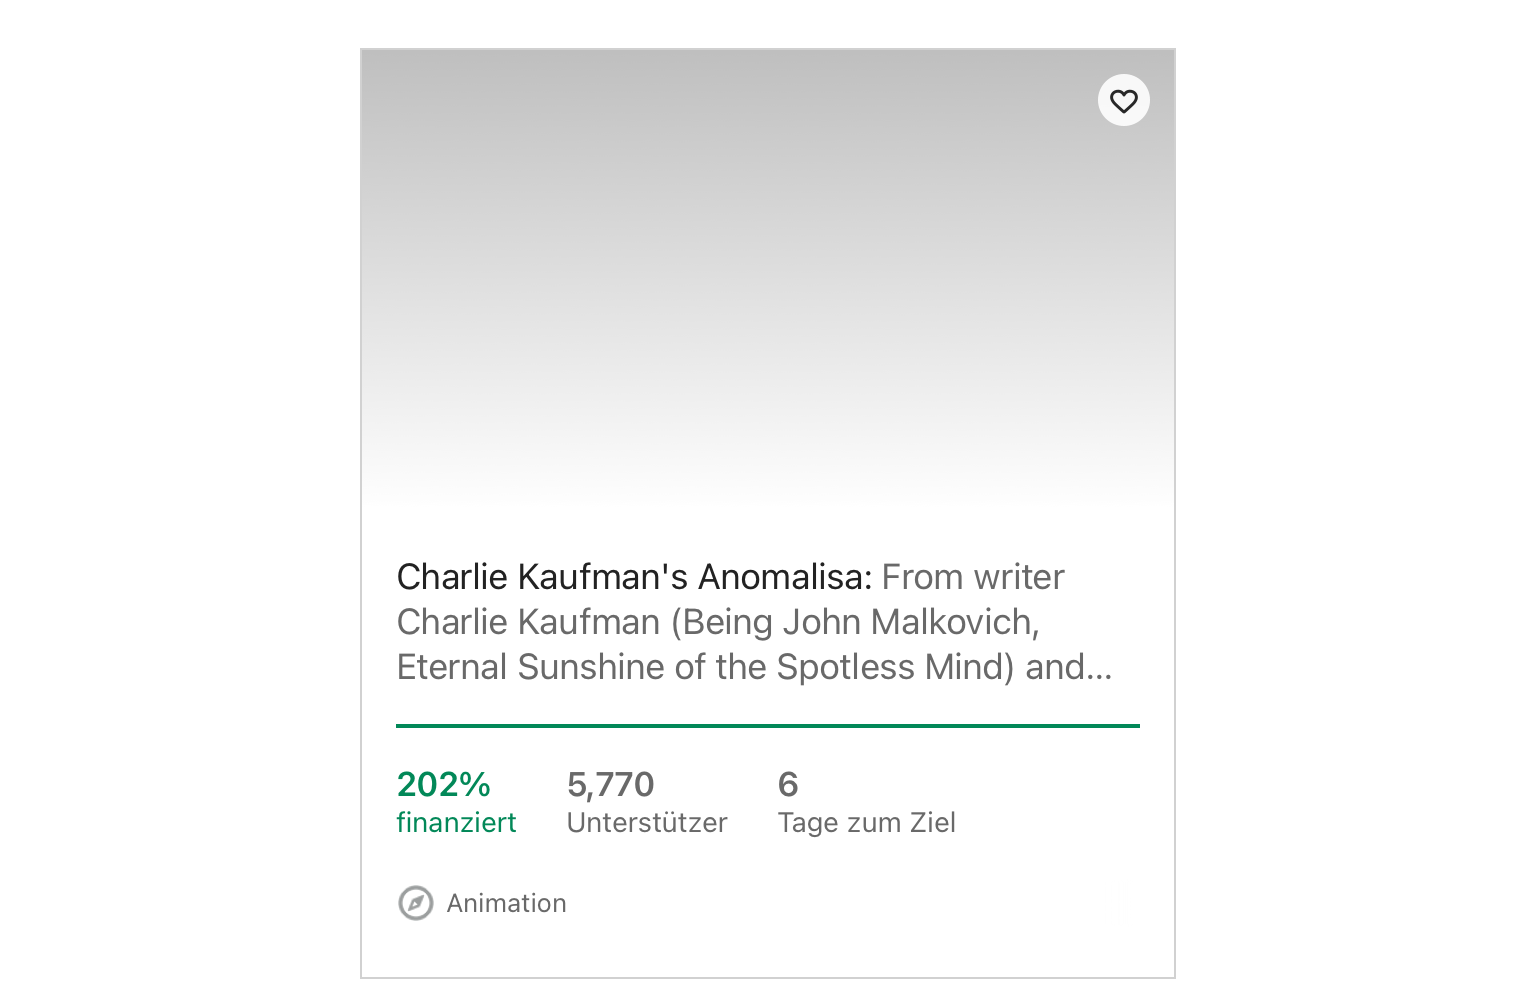 Charlie Kaufman's Anomalisa: From writer
Charlie Kaufman (Being John Malkovich,
Eternal Sunshine of the Spotless Mind) and...
202% 5,770 6
finanziert Unterstützer Tage zum Ziel
Animation